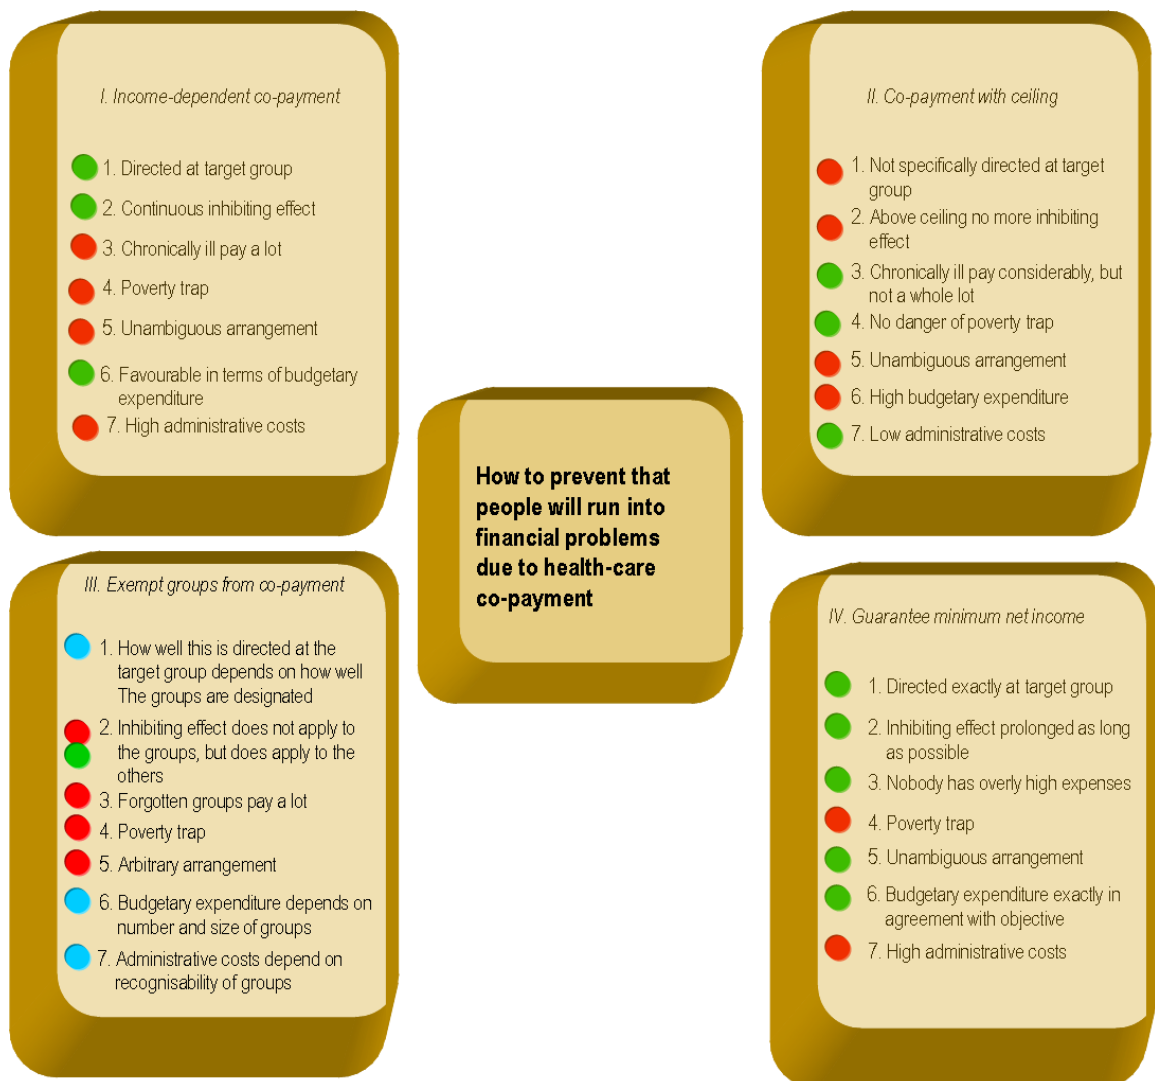 I. Income-dependent co-payment
1. Directed at target group
2. Continuous inhibiting effect
3. Chronically ill pay a lot
4. Poverty trap
5. Unambiguous arrangement
6. Favourable in terms of budgetary
expenditure
7. High administrative costs
II. Co-payment with ceiling
1. Not specifically directed at target
group
2. Above ceiling no more inhibiting
effect
3. Chronically ill pay considerably, but
not a whole lot
4. No danger of poverty trap
5. Unambiguous arrangement
6. High budgetary expenditure
7. Low administrative costs
How to prevent that
people will run into
financial problems
due to health-care
co-payment
III. Exempt groups from co-payment
1. How well this is directed at the
target group depends on how well
The groups are designated
2. Inhibiting effect does not apply to
the groups, but does apply to the
others
3. Forgotten groups pay a lot
4. Poverty trap
5. Arbitrary arrangement
6. Budgetary expenditure depends on
number and size of groups
7. Administrative costs depend on
recognisability of groups
IV. Guarantee minimum net income
1. Directed exactly at target group
2. Inhibiting effect prolonged as long
as possible
3. Nobody has overly high expenses
4. Poverty trap
5. Unambiguous arrangement
6. Budgetary expenditure exactly in
agreement with objective
7. High administrative costs